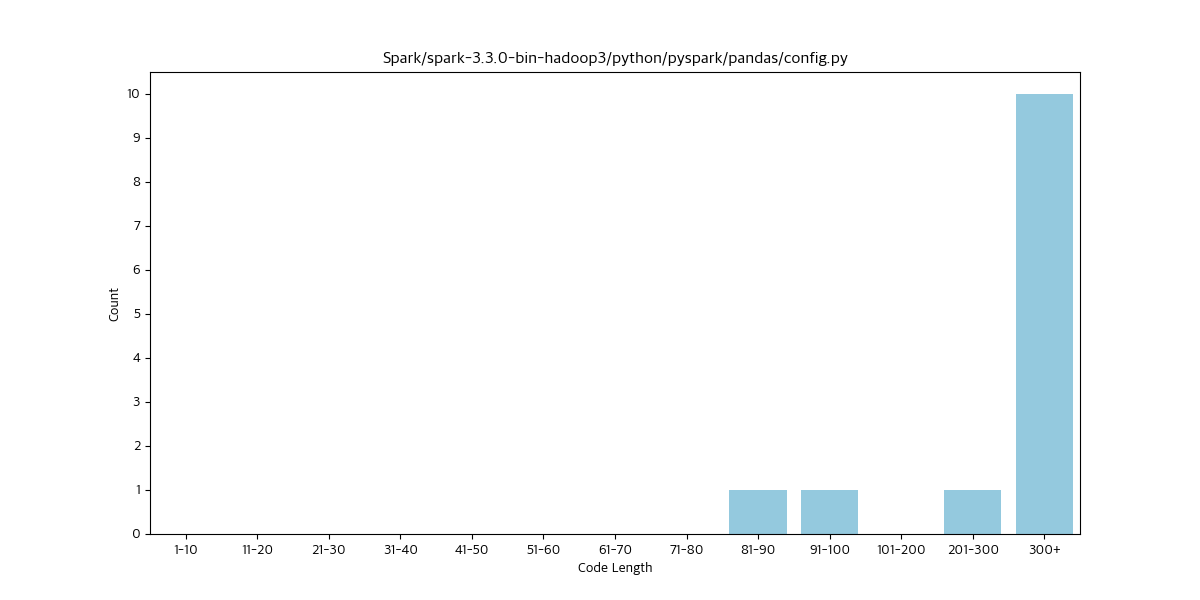 Spark/spark-3.3.0-bin-hadoop3/python/pyspark/pandas/config.py
10
9
8
7
6
5
4
3
2
1
0
Count
1-10 11-20 21-30 31-40 41-50 51-60 61-70 71-80 81-90 91-100 101-200 201-300 300+
Code Length